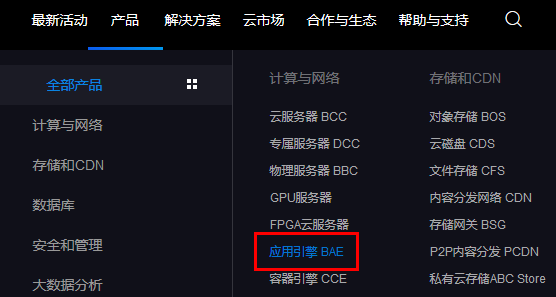 最新活动 产品 解决方案 云市场 合作与生态 帮助与支持
全部产品
计算与网络
存储和CDN
数据库
安全和管理
大数据分析
计算与网络
云服务器 BCC
专属服务器 DCC
物理服务器 BBC
GPU服务器
FPGA云服务器
应用引擎 BAE
容器引擎 CCE
存储和CDN
对象存储 BOS
云磁盘 CDS
文件存储 CFS
内容分发网络 CDN
存储网关 BSG
P2P内容分发 PCDN
私有云存储ABC Store